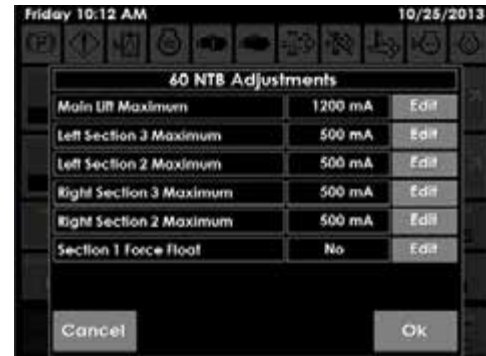 Friday 10:12 AM 10/25/2013
60 NTB Adjustments
Main Lift Maximum 1200 mA Edit
Left Section 3 Maximum 500 mA Edit
Left Section 2 Maximum 500 mA Edit
Right Section 3 Maximum 500 mA Edit
Right Section 2 Maximum 500 mA Edit
Section 1 Force Float No Edit
Cancel Ok